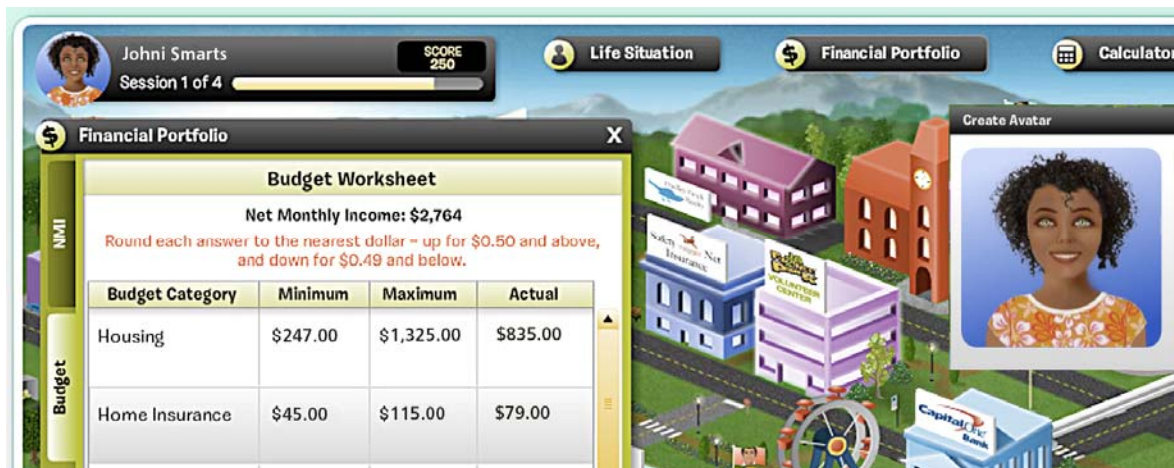 Johni Smarts
SCORE
250
Session 1 of 4
Life Situation
Financial Portfolio
Calculator
Financial Portfolio
X
Create Avatar
NMI
Budget
Budget Worksheet
Net Monthly Income: $2,764
Round each answer to the nearest dollar – up for $0.50 and above,
and down for $0.49 and below.
Budget Category Minimum Maximum Actual
Housing $247.00 $1,325.00 $835.00
Home Insurance $45.00 $115.00 $79.00
Safety Net
Insurance
VOLUNTEER
CENTER
Capital One
Bank